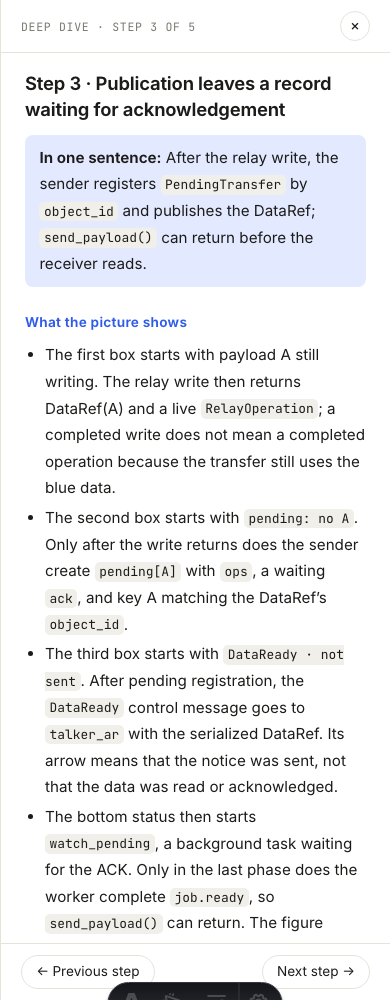 DEEP DIVE · STEP 3 OF 5
×
Step 3 · Publication leaves a record
waiting for acknowledgement
In one sentence: After the relay write, the
sender registers PendingTransfer by
object_id and publishes the DataRef;
send_payload() can return before the
receiver reads.
What the picture shows
• The first box starts with payload A still
writing. The relay write then returns
DataRef(A) and a live RelayOperation; a
completed write does not mean a completed
operation because the transfer still uses the
blue data.
• The second box starts with pending: no A.
Only after the write returns does the sender
create pending[A] with ops, a waiting
ack, and key A matching the DataRef’s
object_id.
• The third box starts with DataReady · not
sent. After pending registration, the
DataReady control message goes to
talker_ar with the serialized DataRef. Its
arrow means that the notice was sent, not
that the data was read or acknowledged.
• The bottom status then starts
watch_pending, a background task waiting
for the ACK. Only in the last phase does the
worker complete job.ready, so
send_payload() can return. The figure
← Previous step
Next step →